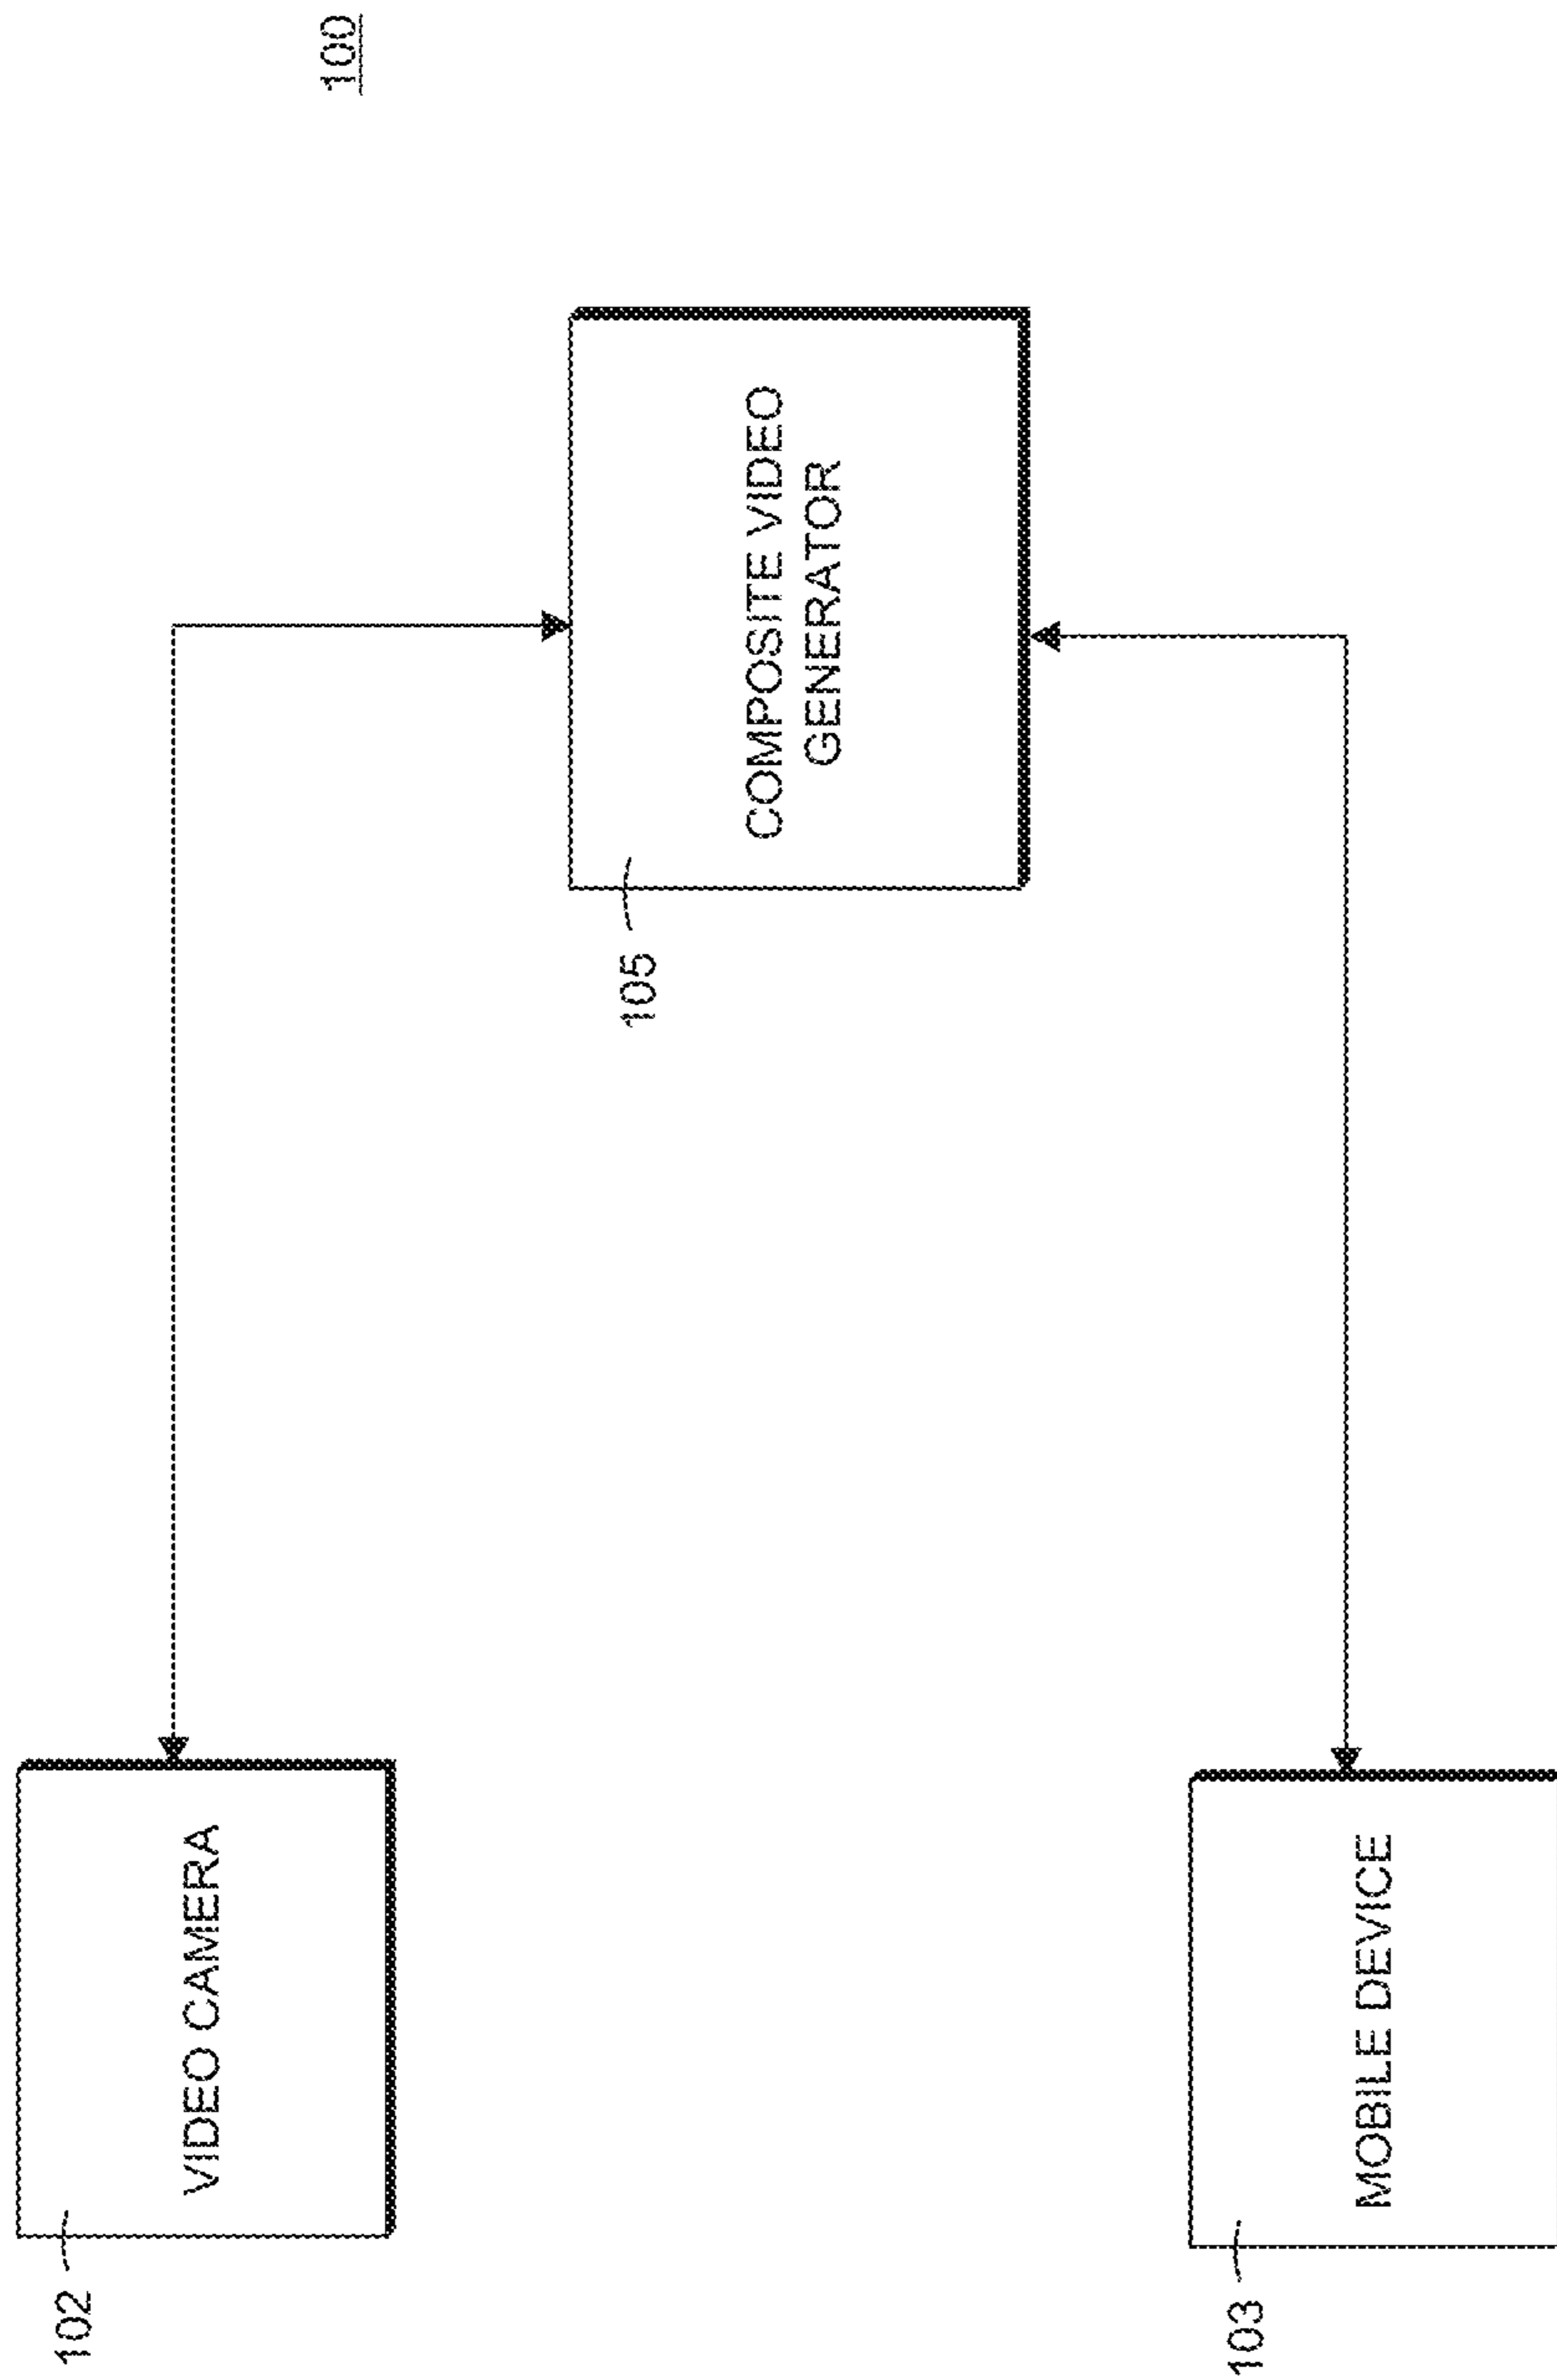 100
102
VIDEO CAMERA
105
COMPOSITE VIDEO
GENERATOR
103
MOBILE DEVICE